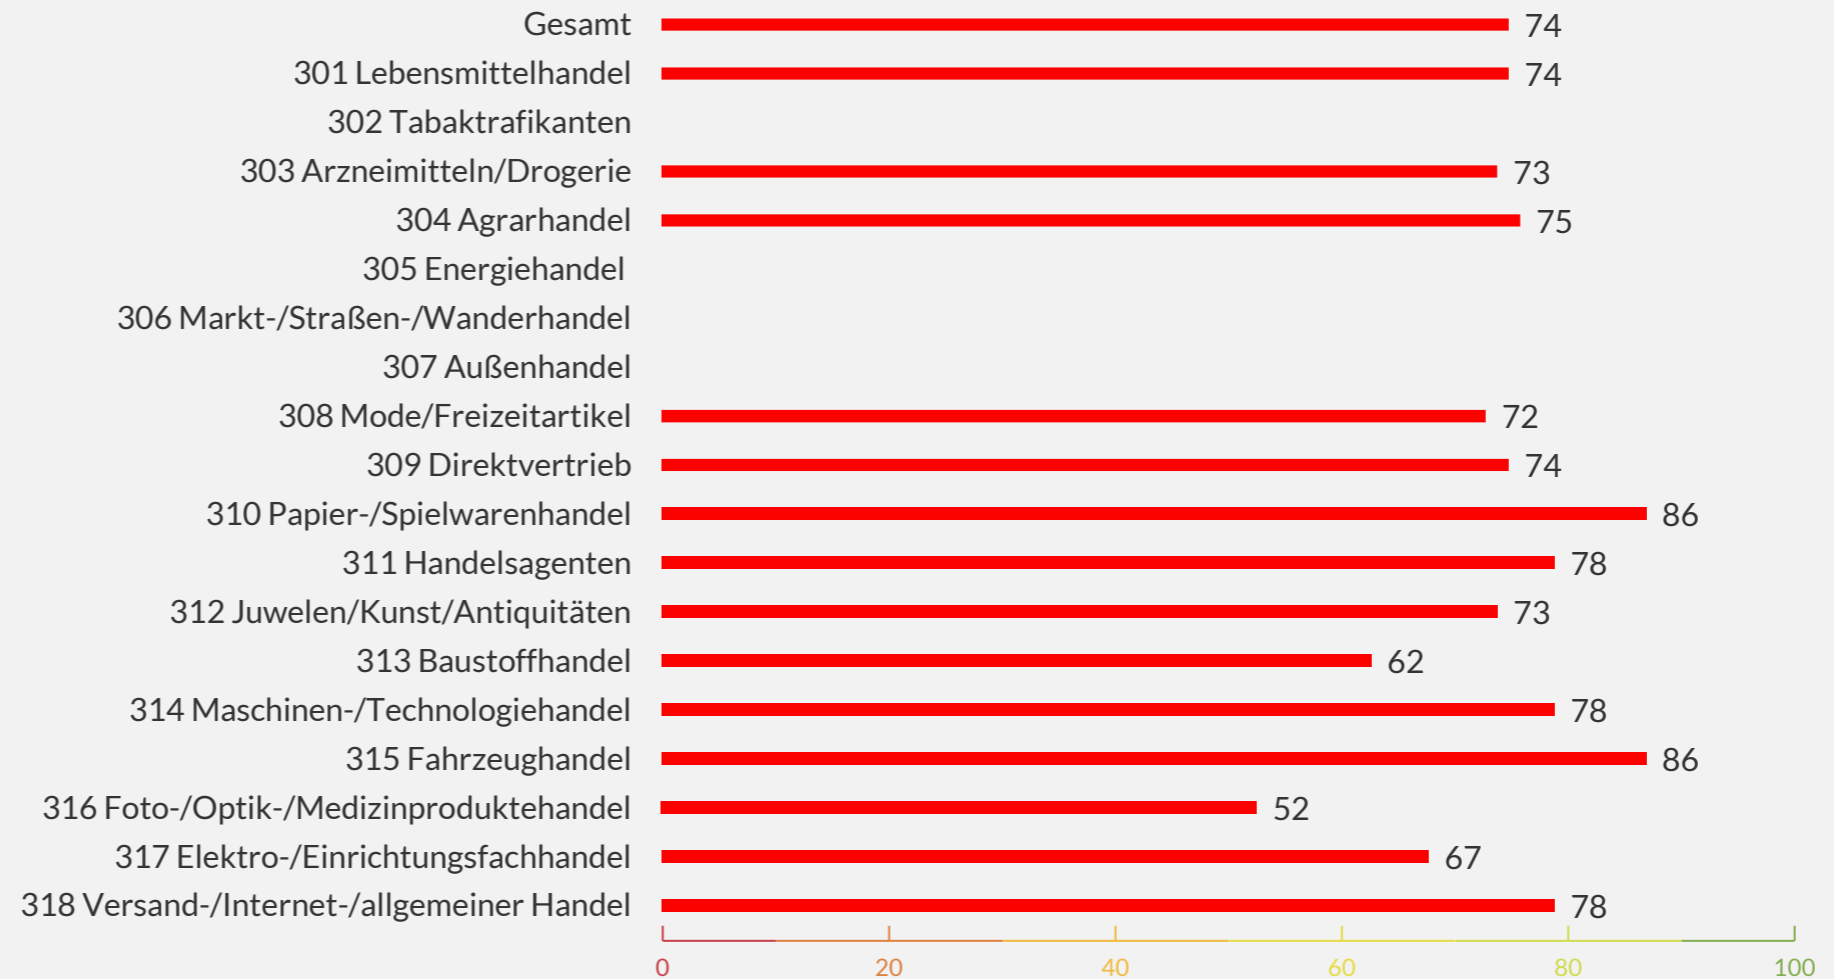 Gesamt 74
301 Lebensmittelhandel 74
302 Tabaktrafikanten
303 Arzneimitteln/Drogerie 73
304 Agrarhandel 75
305 Energiehandel
306 Markt-/Straßen-/Wanderhandel
307 Außenhandel
308 Mode/Freizeitartikel 72
309 Direktvertrieb 74
310 Papier-/Spielwarenhandel 86
311 Handelsagenten 78
312 Juwelen/Kunst/Antiquitäten 73
313 Baustoffhandel 62
314 Maschinen-/Technologiehandel 78
315 Fahrzeughandel 86
316 Foto-/Optik-/Medizinproduktehandel 52
317 Elektro-/Einrichtungsfachhandel 67
318 Versand-/Internet-/allgemeiner Handel 78
0 20 40 60 80 100